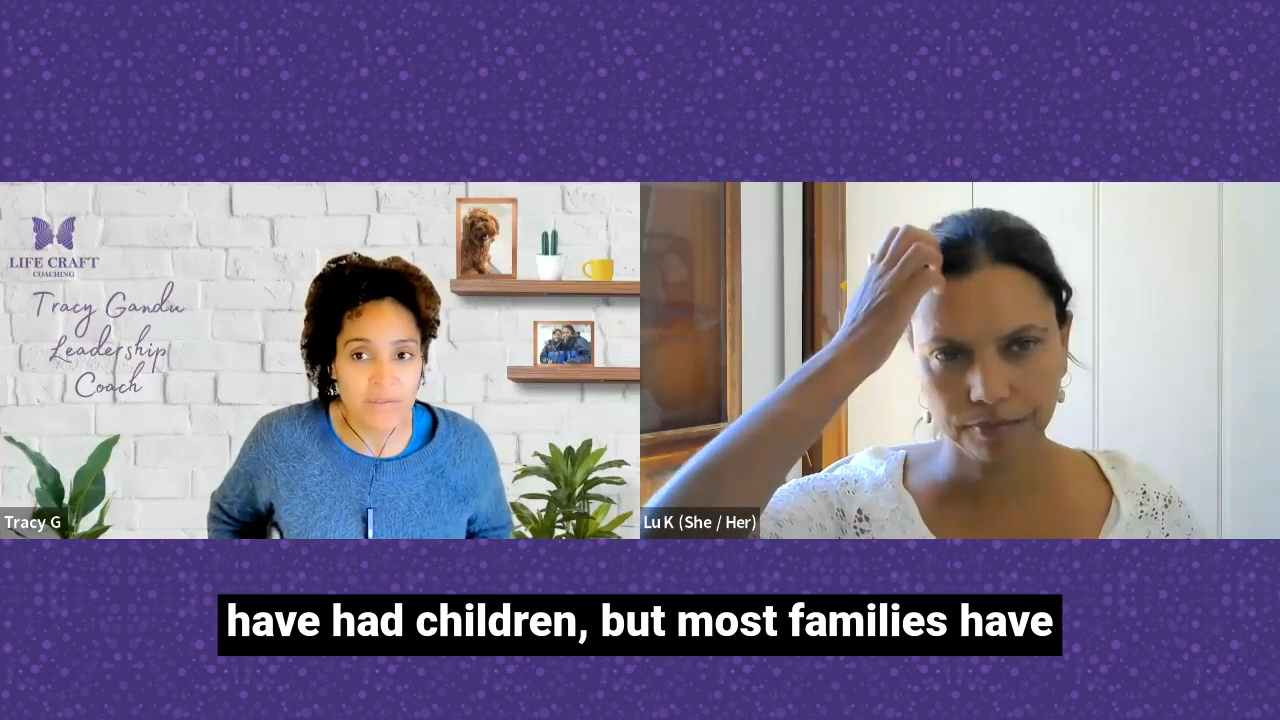 LIFE CRAFT
COACHING
Tracy Gandu
Leadership
Coach
Tracy G
Lu K (She / Her)
have had children, but most families have